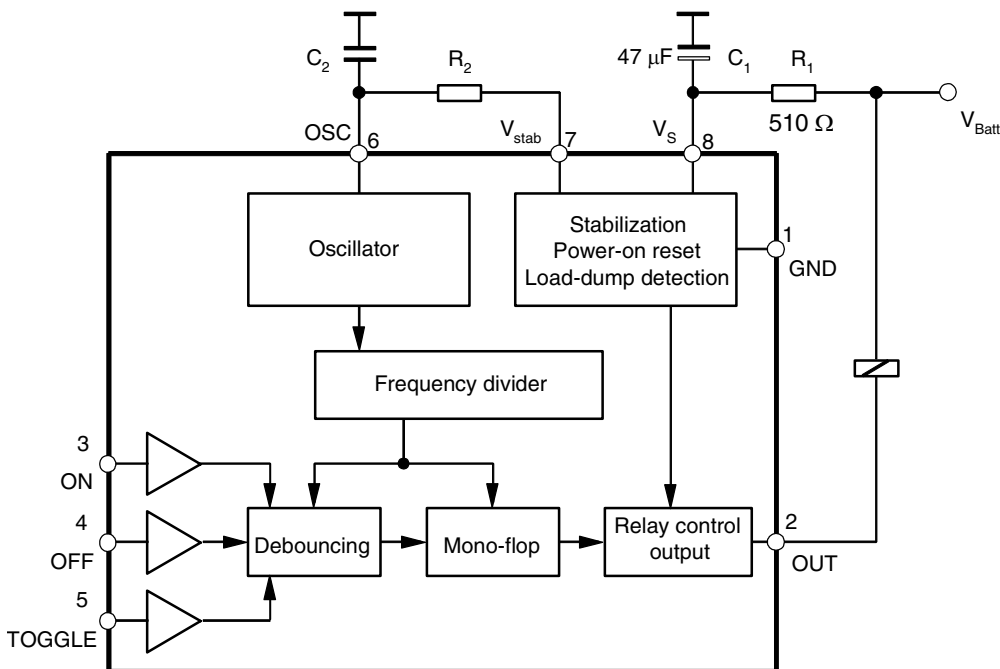 C2
R2
47 μF
C1
R1
510 Ω
VBatt
OSC
6
Vstab
7
VS
8
Oscillator
Stabilization
Power-on reset
Load-dump detection
1
GND
Frequency divider
3
ON
4
OFF
5
TOGGLE
Debouncing
Mono-flop
Relay control
output
2
OUT